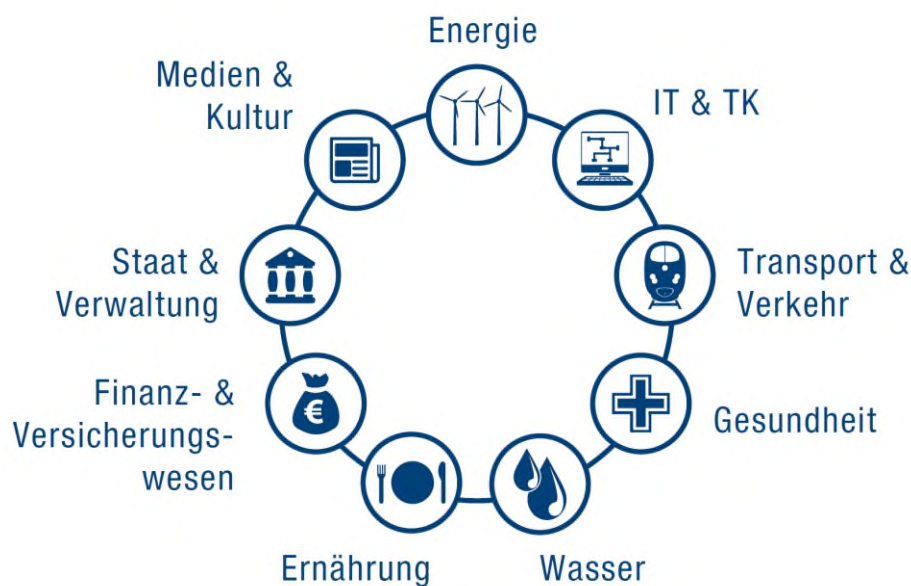 Energie
IT & TK
Transport &
Verkehr
Gesundheit
Wasser
Ernährung
Finanz- &
Versicherungs-
wesen
€
Staat &
Verwaltung
Medien &
Kultur